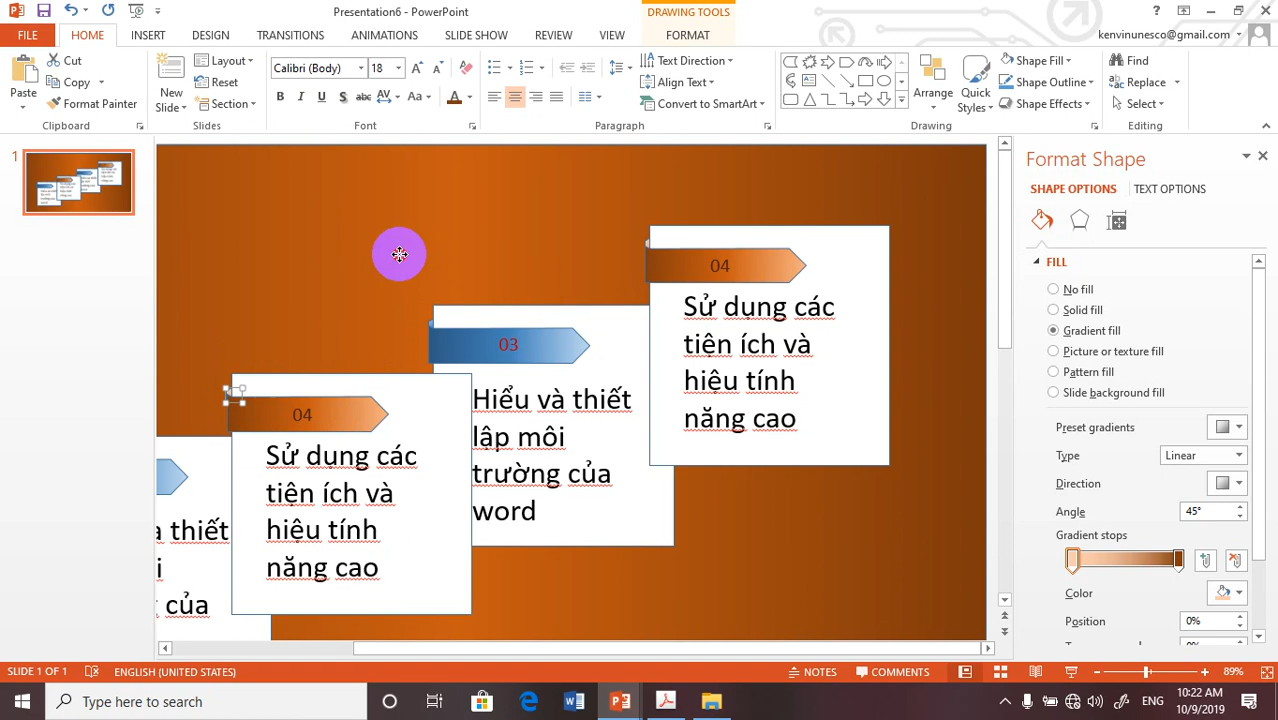 Presentation6 - PowerPoint
DRAWING TOOLS
FILE HOME INSERT DESIGN TRANSITIONS ANIMATIONS SLIDE SHOW REVIEW VIEW FORMAT
kenvinunesco@gmail.com
Paste
Cut
Copy
Format Painter
Clipboard
New Slide
Layout
Reset
Section
Slides
Calibri (Body) 18
B I U S abc AV Aa A
Font
Text Direction
Align Text
Convert to SmartArt
Paragraph
Arrange
Quick Styles
Shape Fill
Shape Outline
Shape Effects
Drawing
Find
Replace
Select
Editing
1
04
Sử dụng các
tiện ích và
hiệu tính
năng cao
03
Hiểu và thiết
lập môi
trường của
word
04
Sử dụng các
tiện ích và
hiệu tính
năng cao
thiết
của
Format Shape
SHAPE OPTIONS TEXT OPTIONS
FILL
No fill
Solid fill
Gradient fill
Picture or texture fill
Pattern fill
Slide background fill
Preset gradients
Type Linear
Direction
Angle 45°
Gradient stops
Color
Position 0%
SLIDE 1 OF 1 ENGLISH (UNITED STATES) NOTES COMMENTS 89%
Type here to search
ENG
10:22 AM
10/9/2019